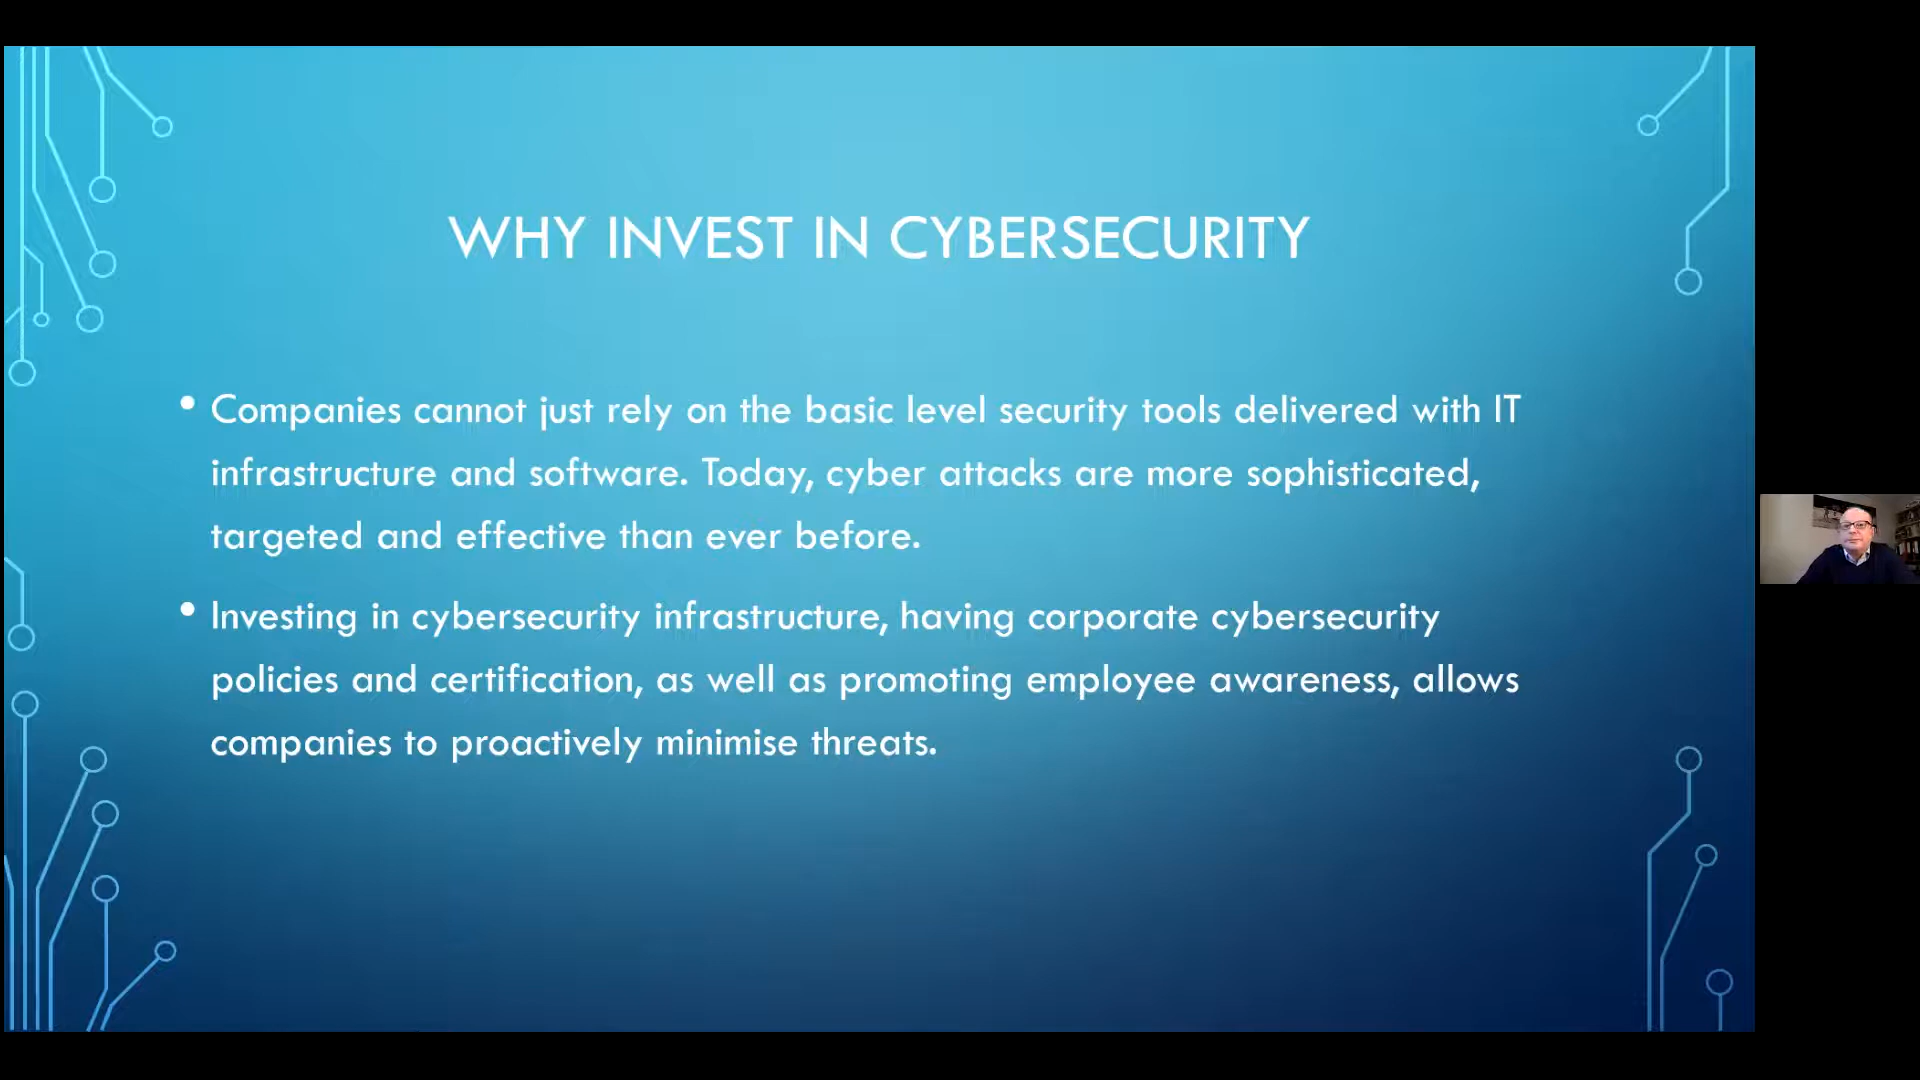 WHY INVEST IN CYBERSECURITY
• Companies cannot just rely on the basic level security tools delivered with IT
infrastructure and software. Today, cyber attacks are more sophisticated,
targeted and effective than ever before.
• Investing in cybersecurity infrastructure, having corporate cybersecurity
policies and certification, as well as promoting employee awareness, allows
companies to proactively minimise threats.